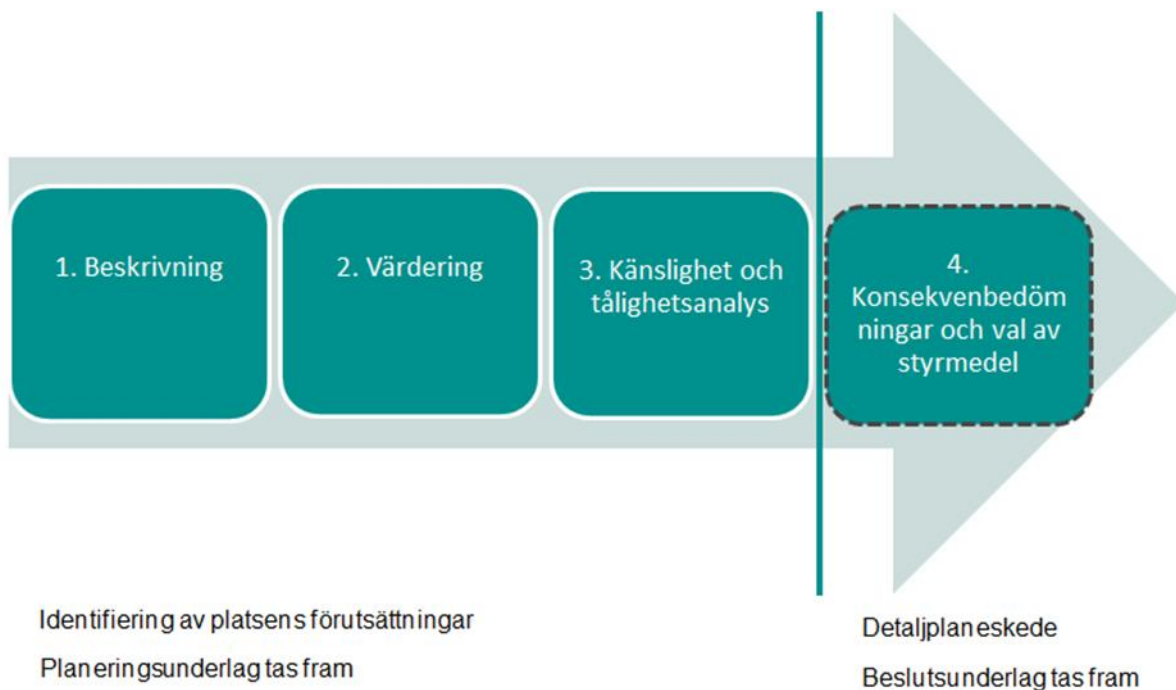 1. Beskrivning
2. Värdering
3. Känslighet och
tålighetsanalys
4.
Konsekvenbedöm
ningar och val av
styrmedel
Identifiering av platsens förutsättningar
Planeringsunderlag tas fram
Detaljplaneskede
Beslutsunderlag tas fram